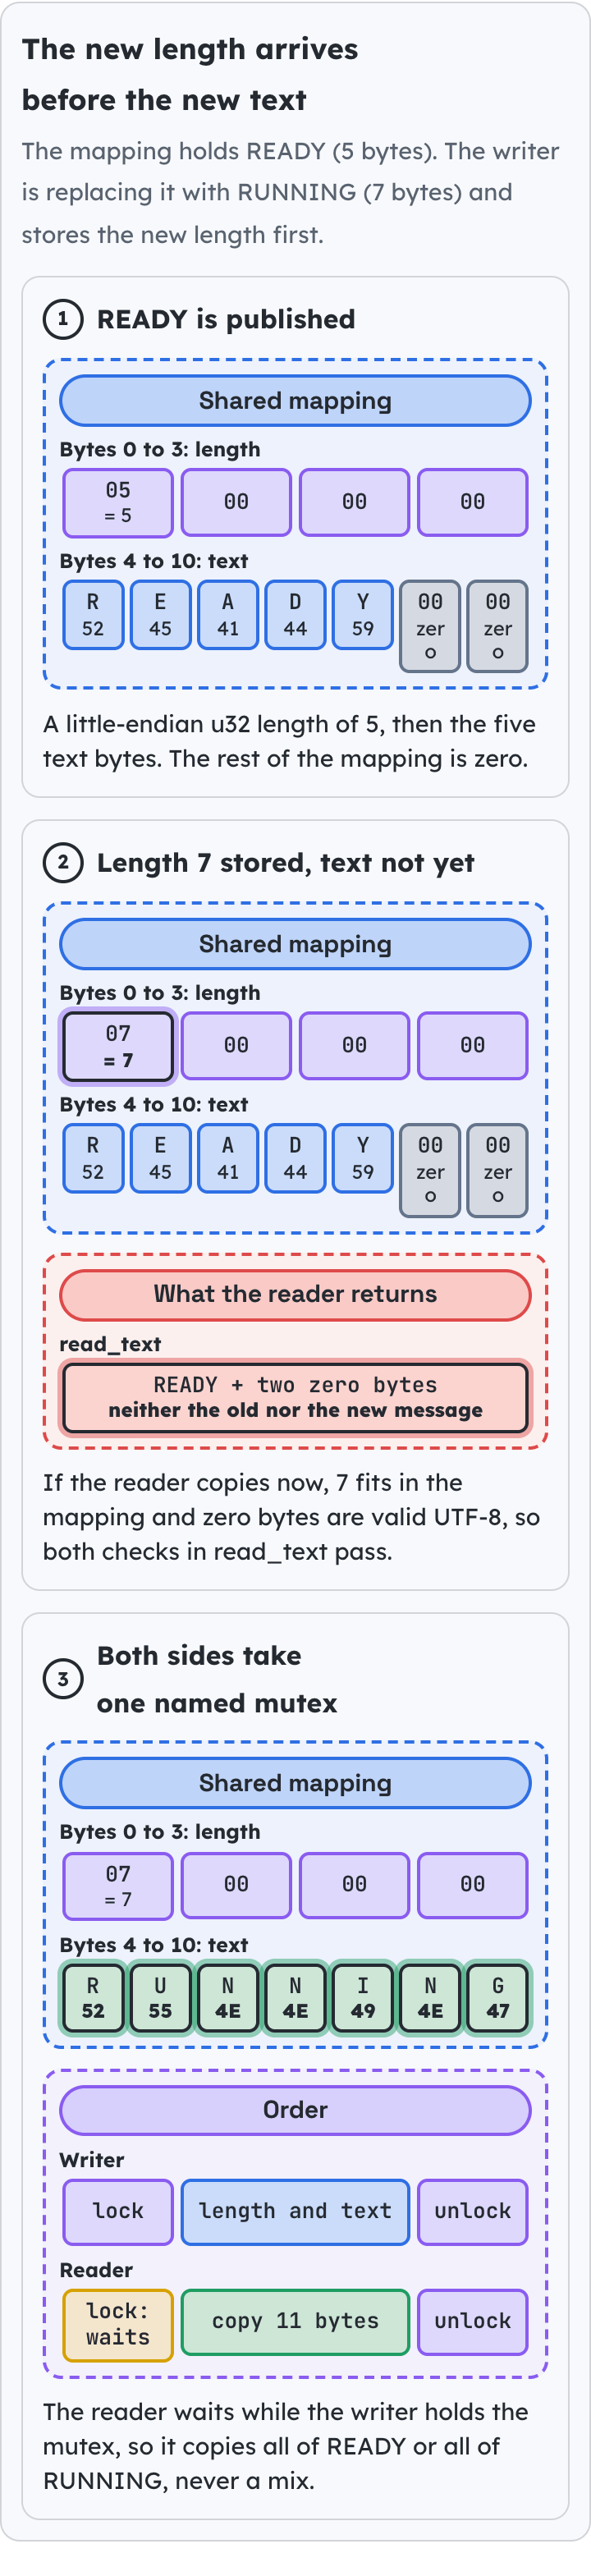 The new length arrives
before the new text
The mapping holds READY (5 bytes). The writer
is replacing it with RUNNING (7 bytes) and
stores the new length first.
1 READY is published
Shared mapping
Bytes 0 to 3: length
05 00 00 00
= 5
Bytes 4 to 10: text
R E A D Y 00 00
52 45 41 44 59 zer zer
o o
A little-endian u32 length of 5, then the five
text bytes. The rest of the mapping is zero.
2 Length 7 stored, text not yet
Shared mapping
Bytes 0 to 3: length
07 00 00 00
= 7
Bytes 4 to 10: text
R E A D Y 00 00
52 45 41 44 59 zer zer
o o
What the reader returns
read_text
READY + two zero bytes
neither the old nor the new message
If the reader copies now, 7 fits in the
mapping and zero bytes are valid UTF-8, so
both checks in read_text pass.
3 Both sides take
one named mutex
Shared mapping
Bytes 0 to 3: length
07 00 00 00
= 7
Bytes 4 to 10: text
R U N N I N G
52 55 4E 4E 49 4E 47
Order
Writer
lock length and text unlock
Reader
lock: copy 11 bytes unlock
waits
The reader waits while the writer holds the
mutex, so it copies all of READY or all of
RUNNING, never a mix.